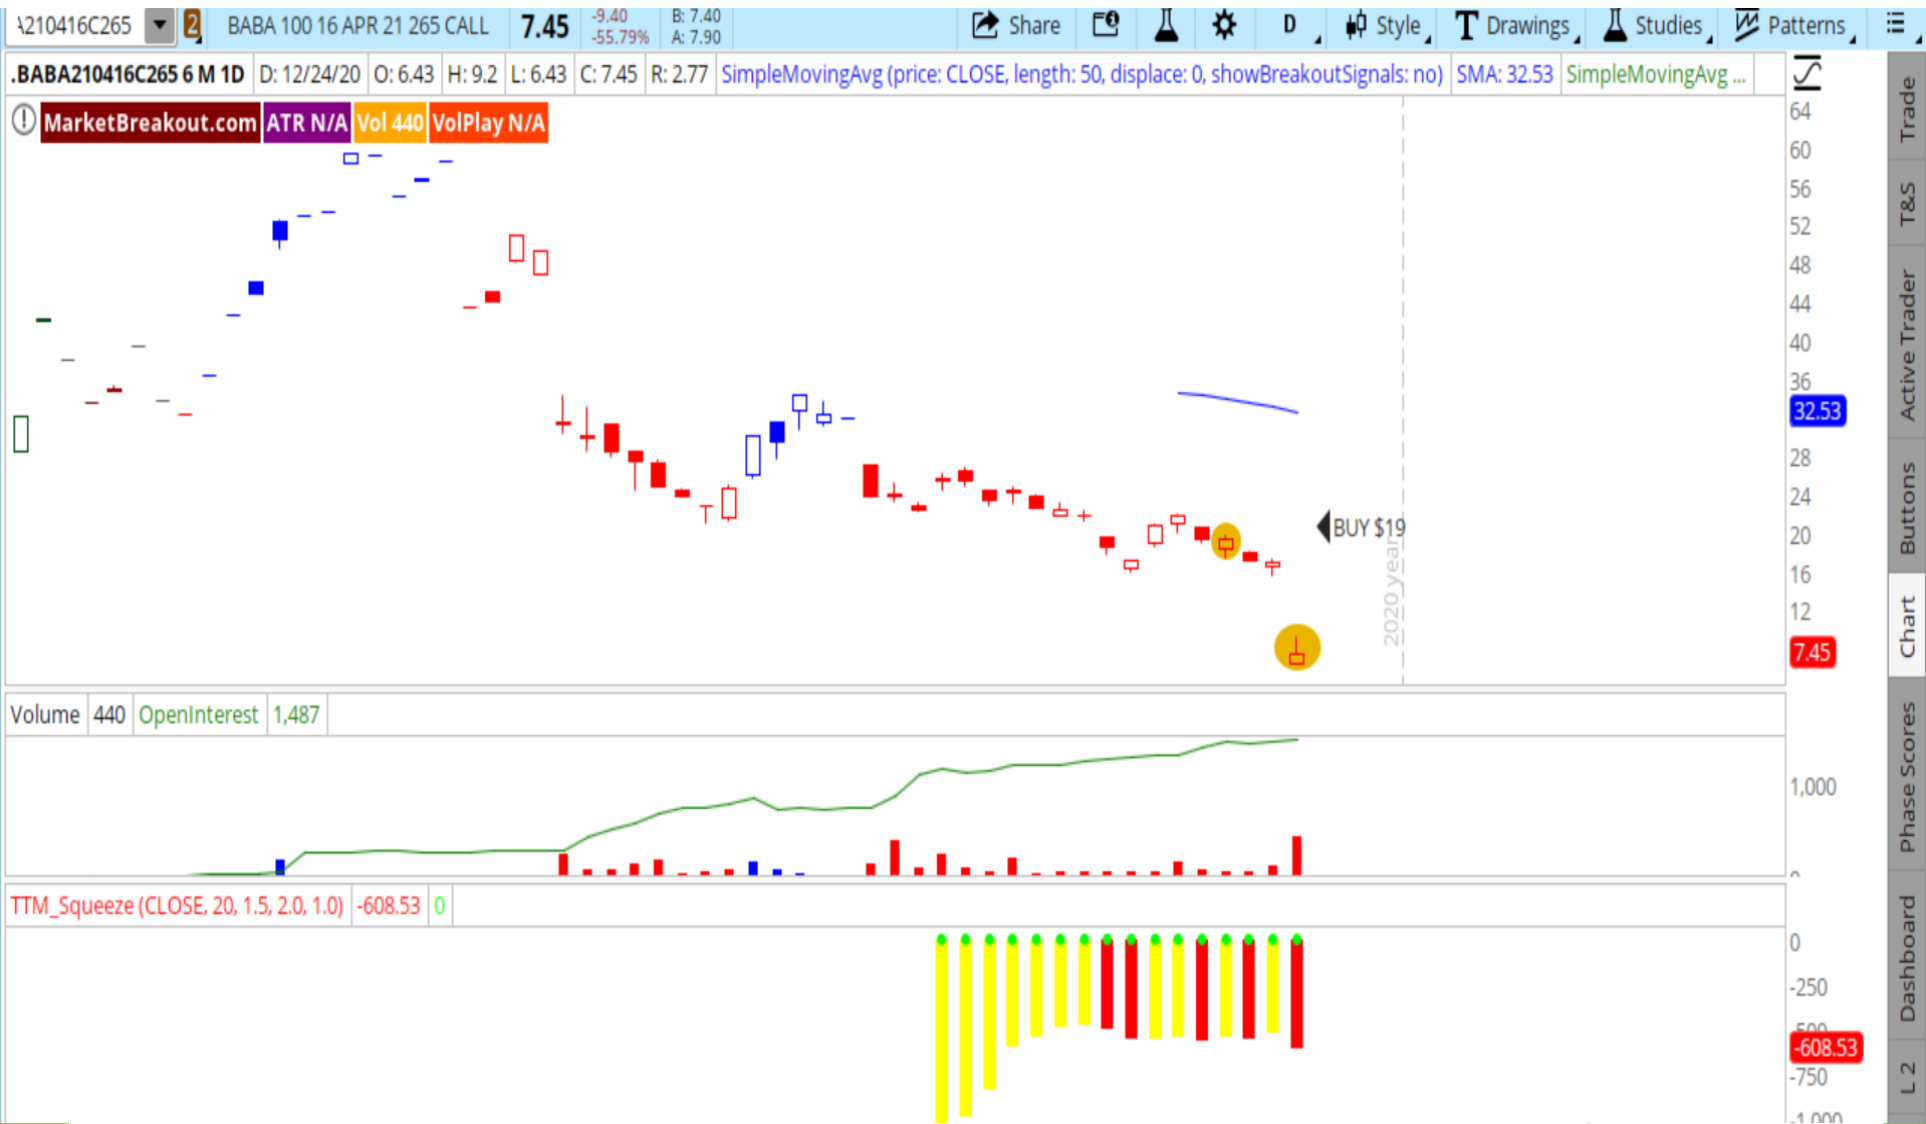 A210416C265 2 BABA 100 16 APR 21 265 CALL 7.45 -9.40 B: 7.40 Share D Style Drawings Studies Patterns
-55.79% A: 7.90
.BABA210416C265 6 M 1D D: 12/24/20 O: 6.43 H: 9.2 L: 6.43 C: 7.45 R: 2.77 SimpleMovingAvg (price: CLOSE, length: 50, displace: 0, showBreakoutSignals: no) SMA: 32.53 SimpleMovingAvg ...
MarketBreakout.com ATR N/A Vol 440 VolPlay N/A
64
60
56
52
48
44
40
36
32.53
28
24
20
16
12
7.45
BUY $19
2020 year
Volume 440 OpenInterest 1,487
1,000
0
TTM_Squeeze (CLOSE, 20, 1.5, 2.0, 1.0) -608.53 0
0
-250
-500
-608.53
-750
-1,000
Trade
T&S
Active Trader
Buttons
Chart
Phase Scores
Dashboard
L 2